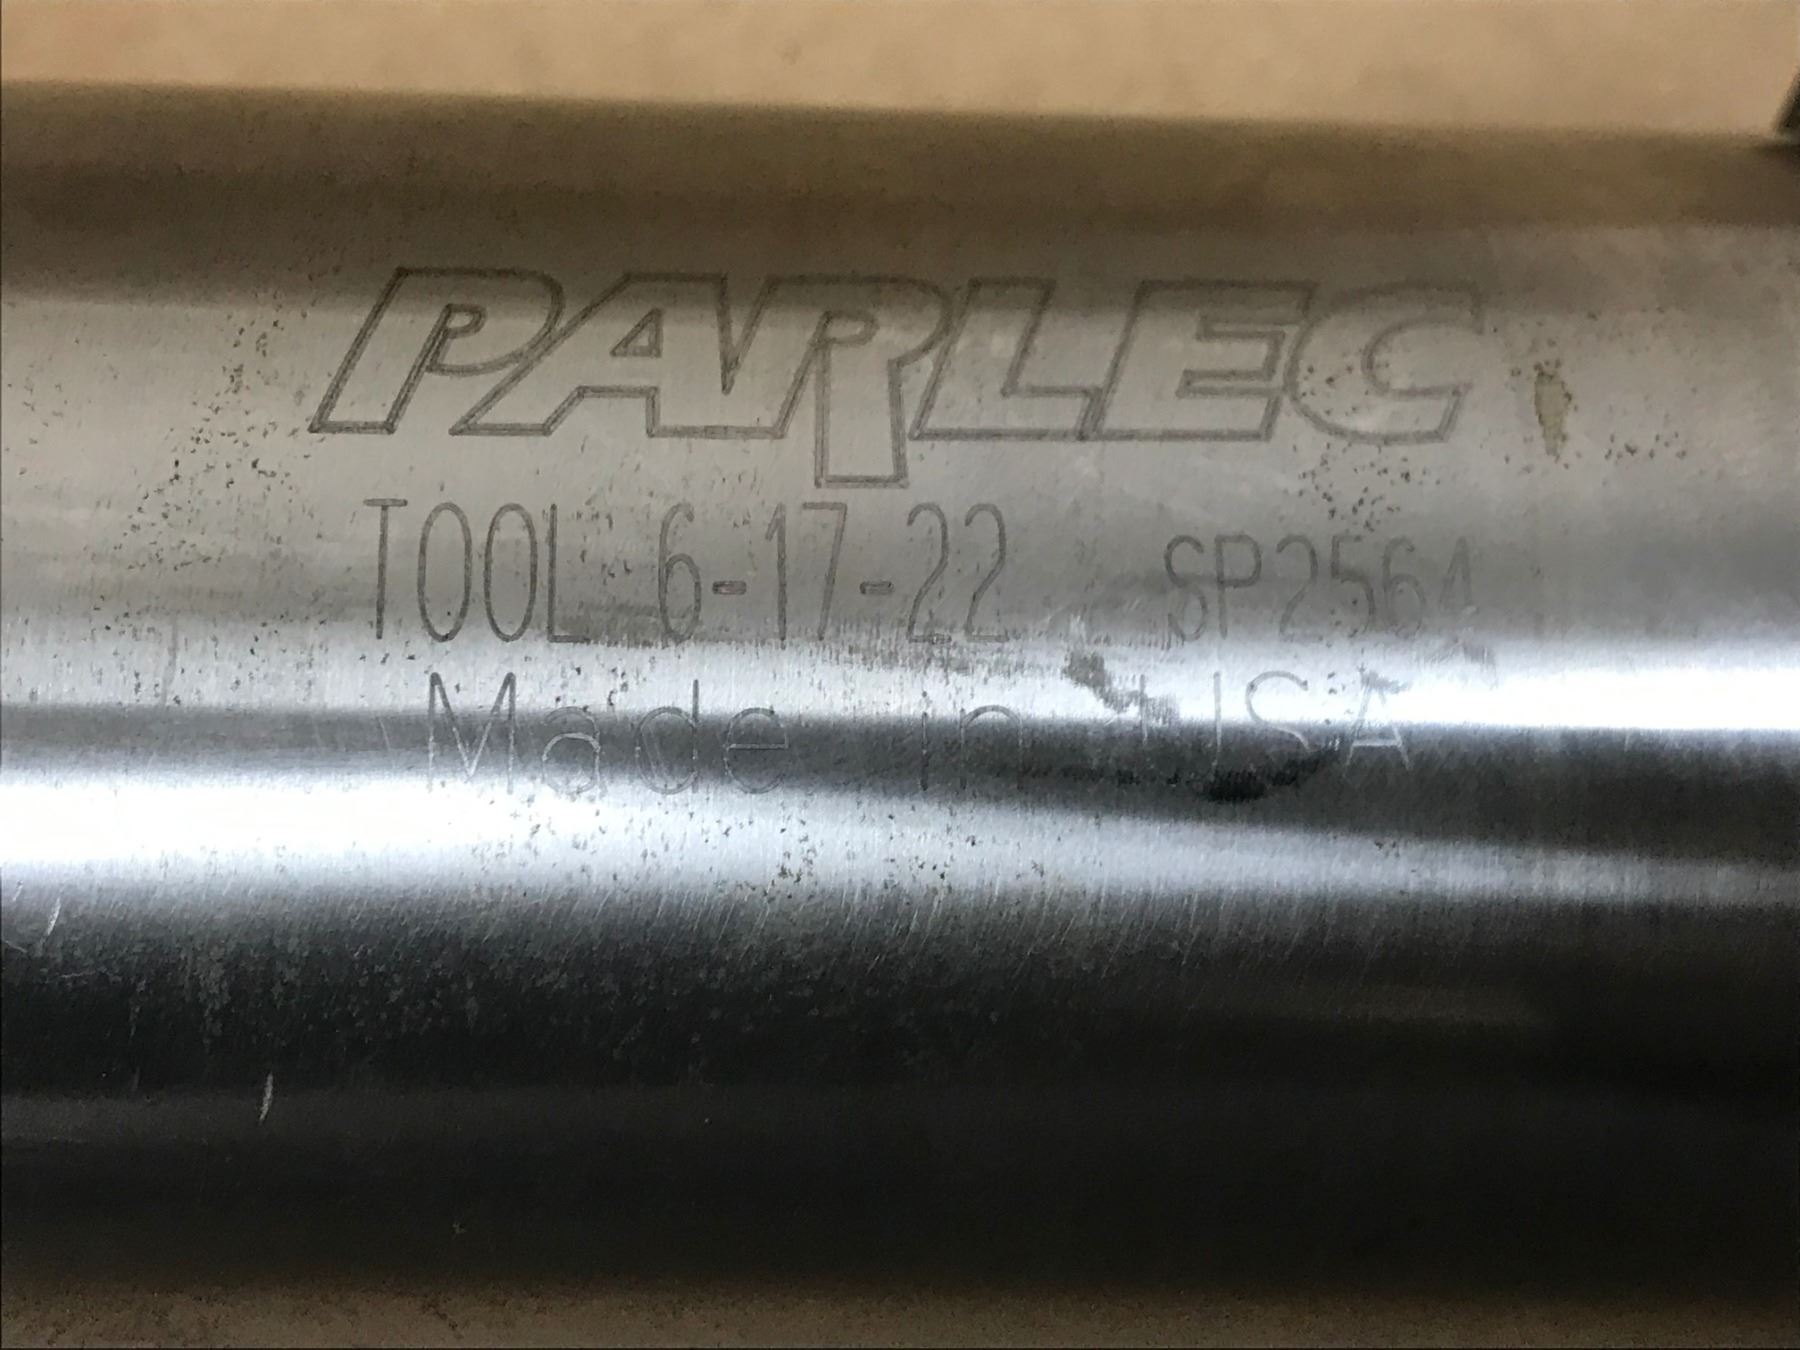 PARLEC
TOOL 6-17-22 SP2564
Made in USA